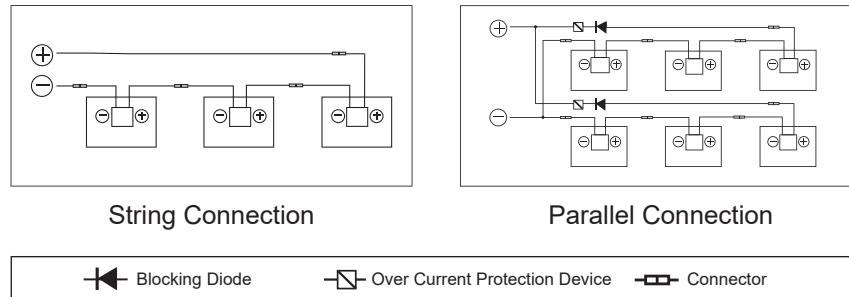 String Connection
Parallel Connection
Blocking Diode
Over Current Protection Device
Connector